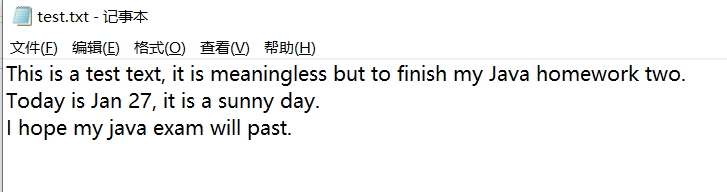 test.txt - 记事本
文件(F) 编辑(E) 格式(O) 查看(V) 帮助(H)
This is a test text, it is meaningless but to finish my Java homework two.
Today is Jan 27, it is a sunny day.
I hope my java exam will past.